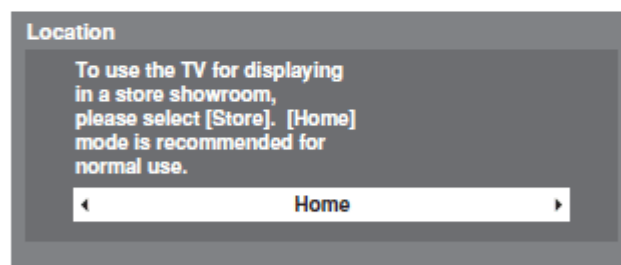 Location
To use the TV for displaying
in a store showroom,
please select [Store].  [Home]
mode is recommended for
normal use.
Home